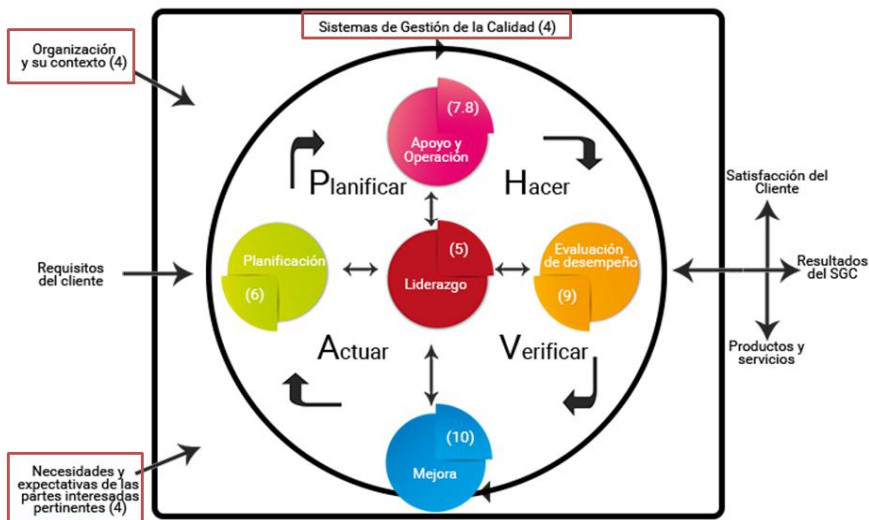 Sistemas de Gestión de la Calidad (4)
Organización
y su contexto (4)
(7.8)
Apoyo y
Operación
Planificar
Hacer
Satisfacción del
Cliente
Requisitos
del cliente
Planificación
(6)
(5)
Liderazgo
Evaluación
de desempeño
(9)
Resultados
del SGC
Actuar
Verificar
Productos y
servicios
(10)
Mejora
Necesidades y
expectativas de las
partes interesadas
pertinentes (4)